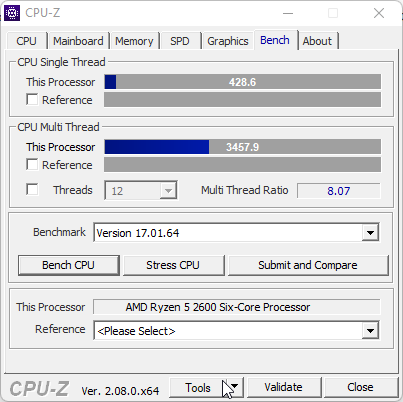 CPU-Z
CPU Mainboard Memory SPD Graphics Bench About
CPU Single Thread
This Processor 428.6
Reference
CPU Multi Thread
This Processor 3457.9
Reference
Threads 12 Multi Thread Ratio 8.07
Benchmark Version 17.01.64
Bench CPU Stress CPU Submit and Compare
This Processor AMD Ryzen 5 2600 Six-Core Processor
Reference <Please Select>
CPU-Z Ver. 2.08.0.x64 Tools Validate Close